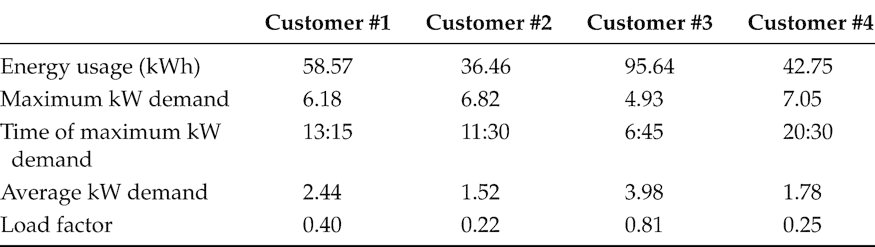 Customer #1 Customer #2 Customer #3 Customer #4
Energy usage (kWh) 58.57 36.46 95.64 42.75
Maximum kW demand 6.18 6.82 4.93 7.05
Time of maximum kW 13:15 11:30 6:45 20:30
demand
Average kW demand 2.44 1.52 3.98 1.78
Load factor 0.40 0.22 0.81 0.25